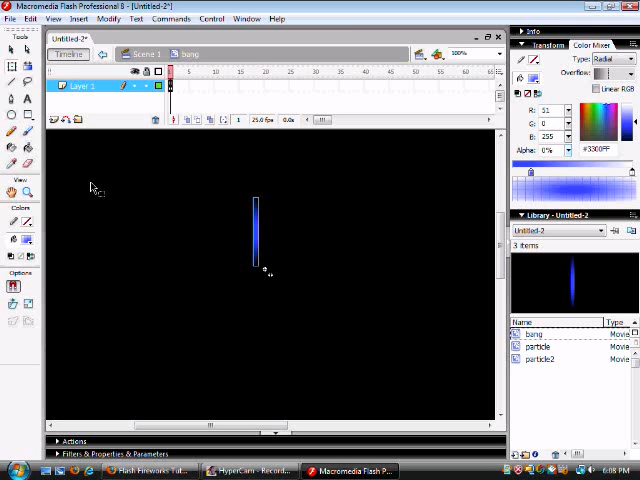 Macromedia Flash Professional 8 - [Untitled-2*]
File Edit View Insert Modify Text Commands Control Window Help
Tools
Untitled-2*
Timeline Scene 1 bang 100%
1 5 10 15 20 25 30 35 40 45 50 55 60 65
Layer 1
1 25.0 fps 0.0s
View
Colors
Options
Info
Transform Color Mixer
Type: Radial
Overflow:
Linear RGB
R: 51
G: 0
B: 255
Alpha: 0% #3300FF
Library - Untitled-2
Untitled-2
3 items
Name Type
bang Movie
particle Movie
particle2 Movie
Actions
Filters & Properties & Parameters
Flash Fireworks Tut...
HyperCam - Record...
Macromedia Flash P...
6:08 PM